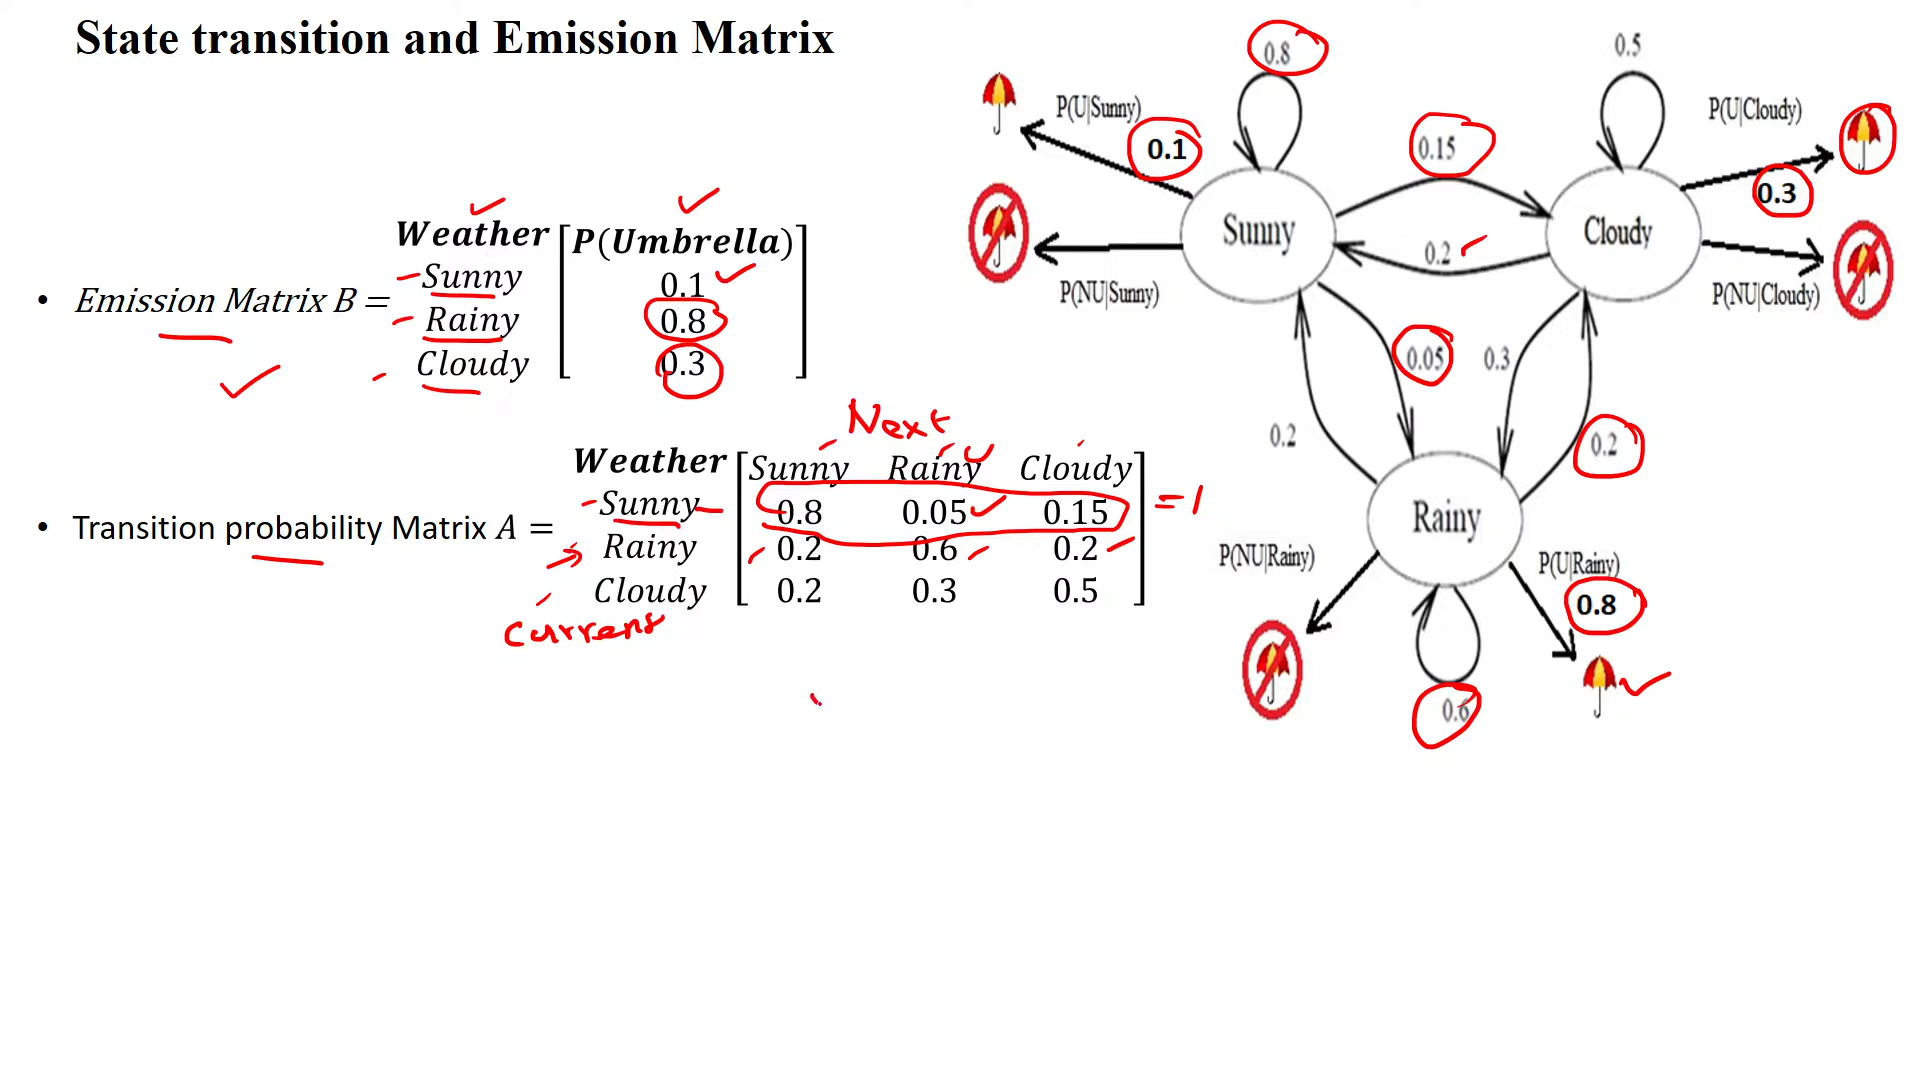 State transition and Emission Matrix
Weather P(Umbrella)
Sunny 0.1
• Emission Matrix B = Rainy 0.8
Cloudy 0.3
Next
Weather Sunny Rainy Cloudy
Sunny 0.8 0.05 0.15 = 1
• Transition probability Matrix A = Rainy 0.2 0.6 0.2
Cloudy 0.2 0.3 0.5
Current
0.8
0.5
P(U|Sunny)
0.1
0.15
P(U|Cloudy)
0.3
Sunny
Cloudy
0.2
P(NU|Sunny)
P(NU|Cloudy)
0.05
0.3
0.2
0.2
Rainy
P(NU|Rainy)
P(U|Rainy)
0.8
0.6